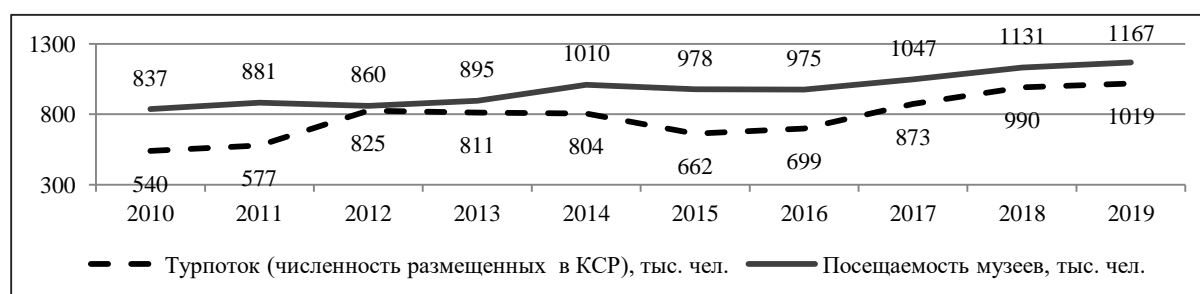 1300
800
300
837 881 860 895 1010 978 975 1047 1131 1167
540 577 825 811 804 662 699 873 990 1019
2010 2011 2012 2013 2014 2015 2016 2017 2018 2019
Турпоток (численность размещенных в КСР), тыс. чел. Посещаемость музеев, тыс. чел.